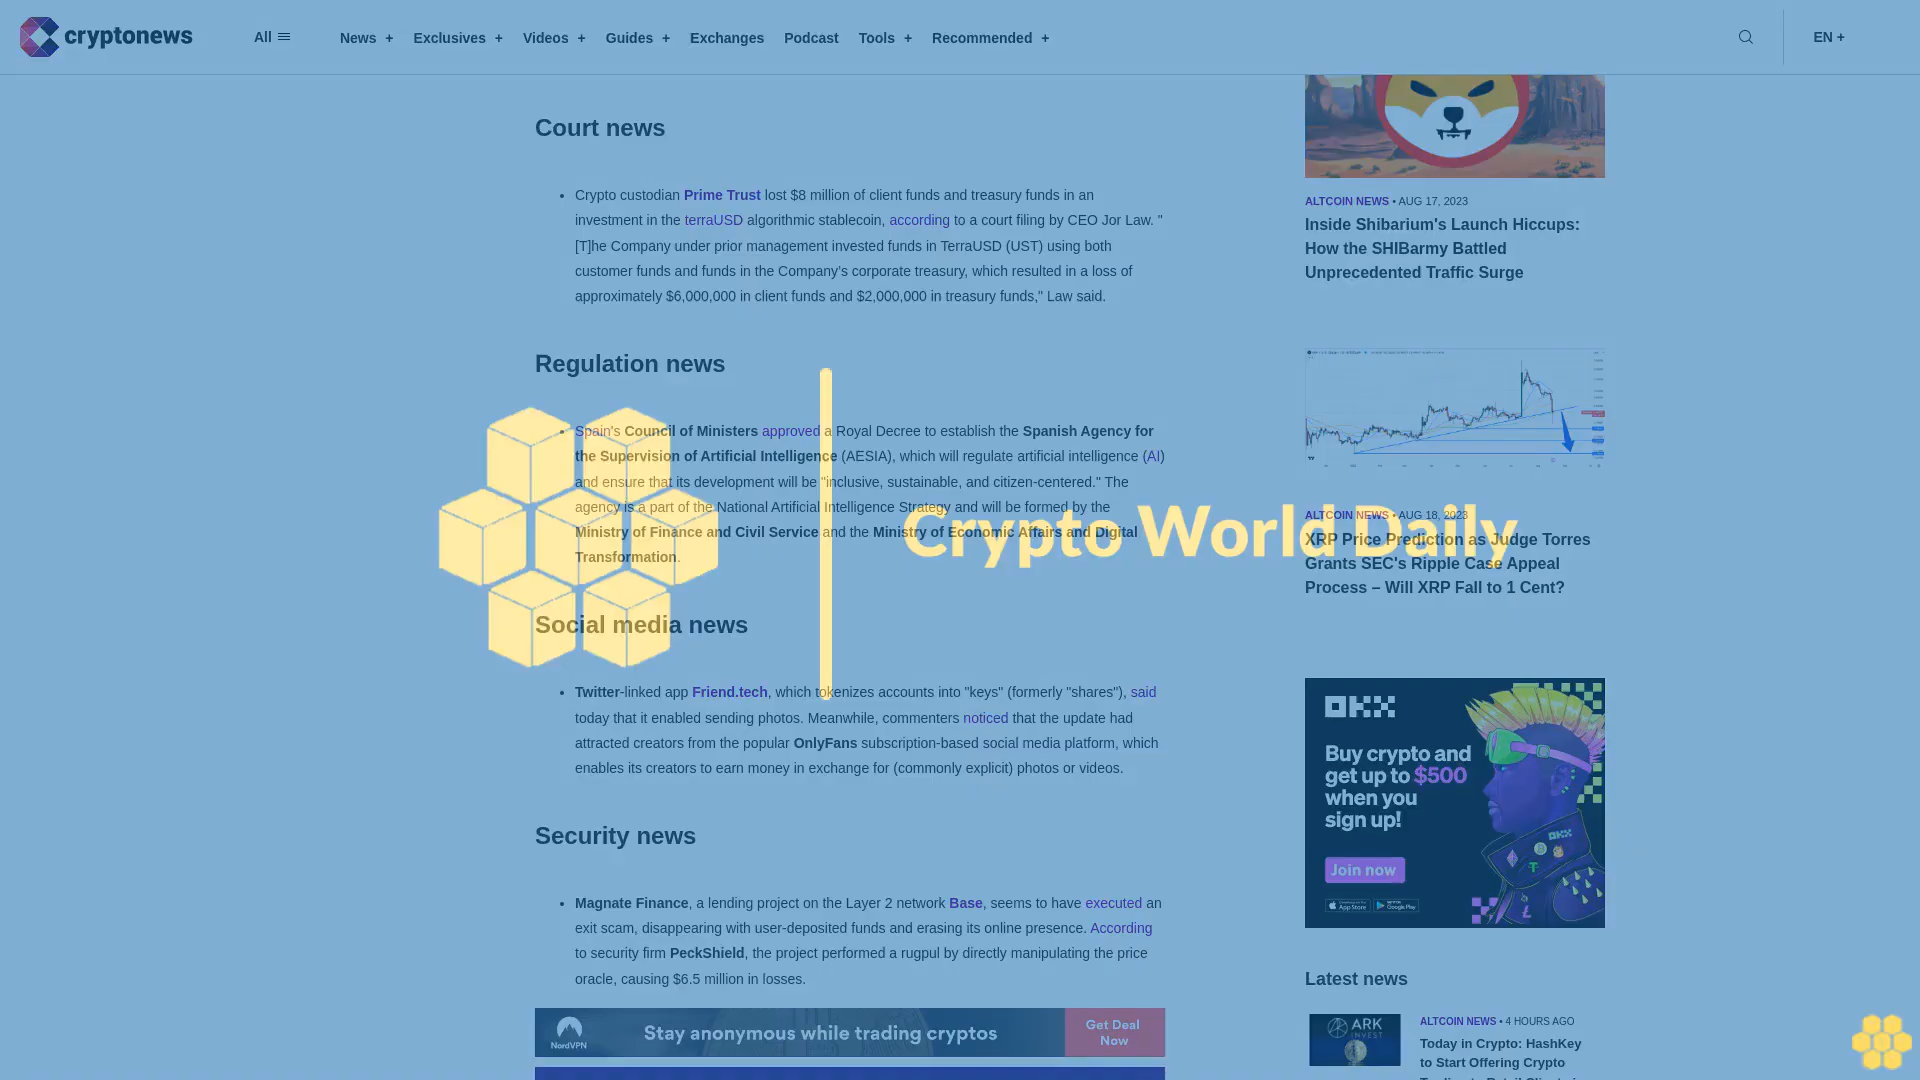 cryptonews
All
News + Exclusives + Videos + Guides + Exchanges Podcast Tools + Recommended +
EN +
Court news
Crypto custodian Prime Trust lost $8 million of client funds and treasury funds in an
investment in the terraUSD algorithmic stablecoin, according to a court filing by CEO Jor Law. "
[T]he Company under prior management invested funds in TerraUSD (UST) using both
customer funds and funds in the Company's corporate treasury, which resulted in a loss of
approximately $6,000,000 in client funds and $2,000,000 in treasury funds," Law said.
Regulation news
Spain's Council of Ministers approved a Royal Decree to establish the Spanish Agency for
the Supervision of Artificial Intelligence (AESIA), which will regulate artificial intelligence (AI)
and ensure that its development will be "inclusive, sustainable, and citizen-centered." The
agency is a part of the National Artificial Intelligence Strategy and will be formed by the
Ministry of Finance and Civil Service and the Ministry of Economic Affairs and Digital
Transformation.
Social media news
Twitter-linked app Friend.tech, which tokenizes accounts into "keys" (formerly "shares"), said
today that it enabled sending photos. Meanwhile, commenters noticed that the update had
attracted creators from the popular OnlyFans subscription-based social media platform, which
enables its creators to earn money in exchange for (commonly explicit) photos or videos.
Security news
Magnate Finance, a lending project on the Layer 2 network Base, seems to have executed an
exit scam, disappearing with user-deposited funds and erasing its online presence. According
to security firm PeckShield, the project performed a rugpul by directly manipulating the price
oracle, causing $6.5 million in losses.
NordVPN
Stay anonymous while trading cryptos
Get Deal
Now
Crypto World Daily
ALTCOIN NEWS • AUG 17, 2023
Inside Shibarium's Launch Hiccups:
How the SHIBarmy Battled
Unprecedented Traffic Surge
ALTCOIN NEWS • AUG 18, 2023
XRP Price Prediction as Judge Torres
Grants SEC's Ripple Case Appeal
Process – Will XRP Fall to 1 Cent?
OKX
Buy crypto and
get up to $500
when you
sign up!
Join now
App Store
Google Play
OKX
Latest news
ARK
INVEST
ALTCOIN NEWS • 4 HOURS AGO
Today in Crypto: HashKey
to Start Offering Crypto